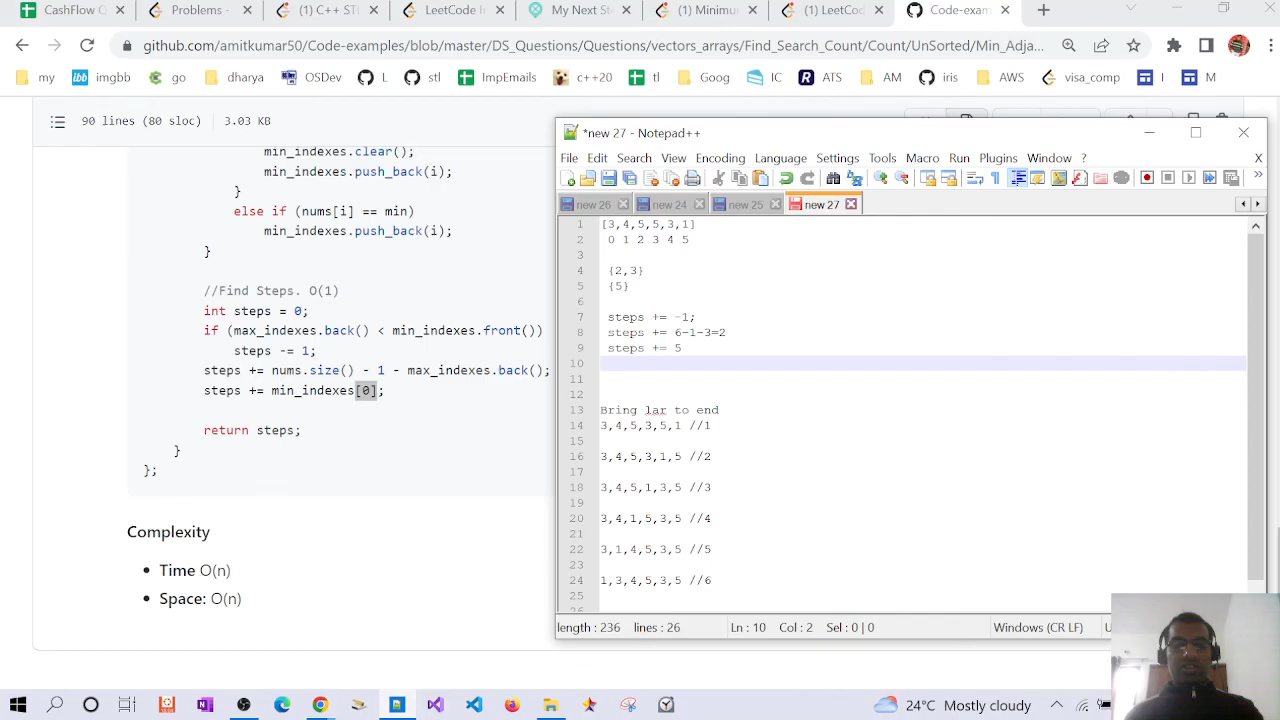 CashFlow Q
Problems -
(1) C++ STi
LeetCode In
My Next St
(1) Minimu
(1) LeetCod
Code-exam
github.com/amitkumar50/Code-examples/blob/master/DS_Questions/Questions/vectors_arrays/Find_Search_Count/Count/UnSorted/Min_Adja...
my
imgbb
go
dharya
OSDev
L
sti
ImpEmails
c++20
tl
Goog
IC
ATS
AM
iris
AWS
visa_comp
I
M
90 lines (80 sloc) 3.03 KB
min_indexes.clear();
min_indexes.push_back(i);
}
else if (nums[i] == min)
min_indexes.push_back(i);
}
//Find Steps. O(1)
int steps = 0;
if (max_indexes.back() < min_indexes.front())
steps -= 1;
steps += nums.size() - 1 - max_indexes.back();
steps += min_indexes[0];
return steps;
}
};
Complexity
Time O(n)
Space: O(n)
*new 27 - Notepad++
File Edit Search View Encoding Language Settings Tools Macro Run Plugins Window ? X
new 26 new 24 new 25 new 27
1 [3,4,5,5,3,1]
2 0 1 2 3 4 5
3
4 {2,3}
5 {5}
6
7 steps += -1;
8 steps += 6-1-3=2
9 steps += 5
10
11
12
13 Bring lar to end
14 3,4,5,3,5,1 //1
15
16 3,4,5,3,1,5 //2
17
18 3,4,5,1,3,5 //3
19
20 3,4,1,5,3,5 //4
21
22 3,1,4,5,3,5 //5
23
24 1,3,4,5,3,5 //6
25
26
length : 236 lines : 26 Ln : 10 Col : 2 Sel : 0 | 0 Windows (CR LF)
24°C Mostly cloudy